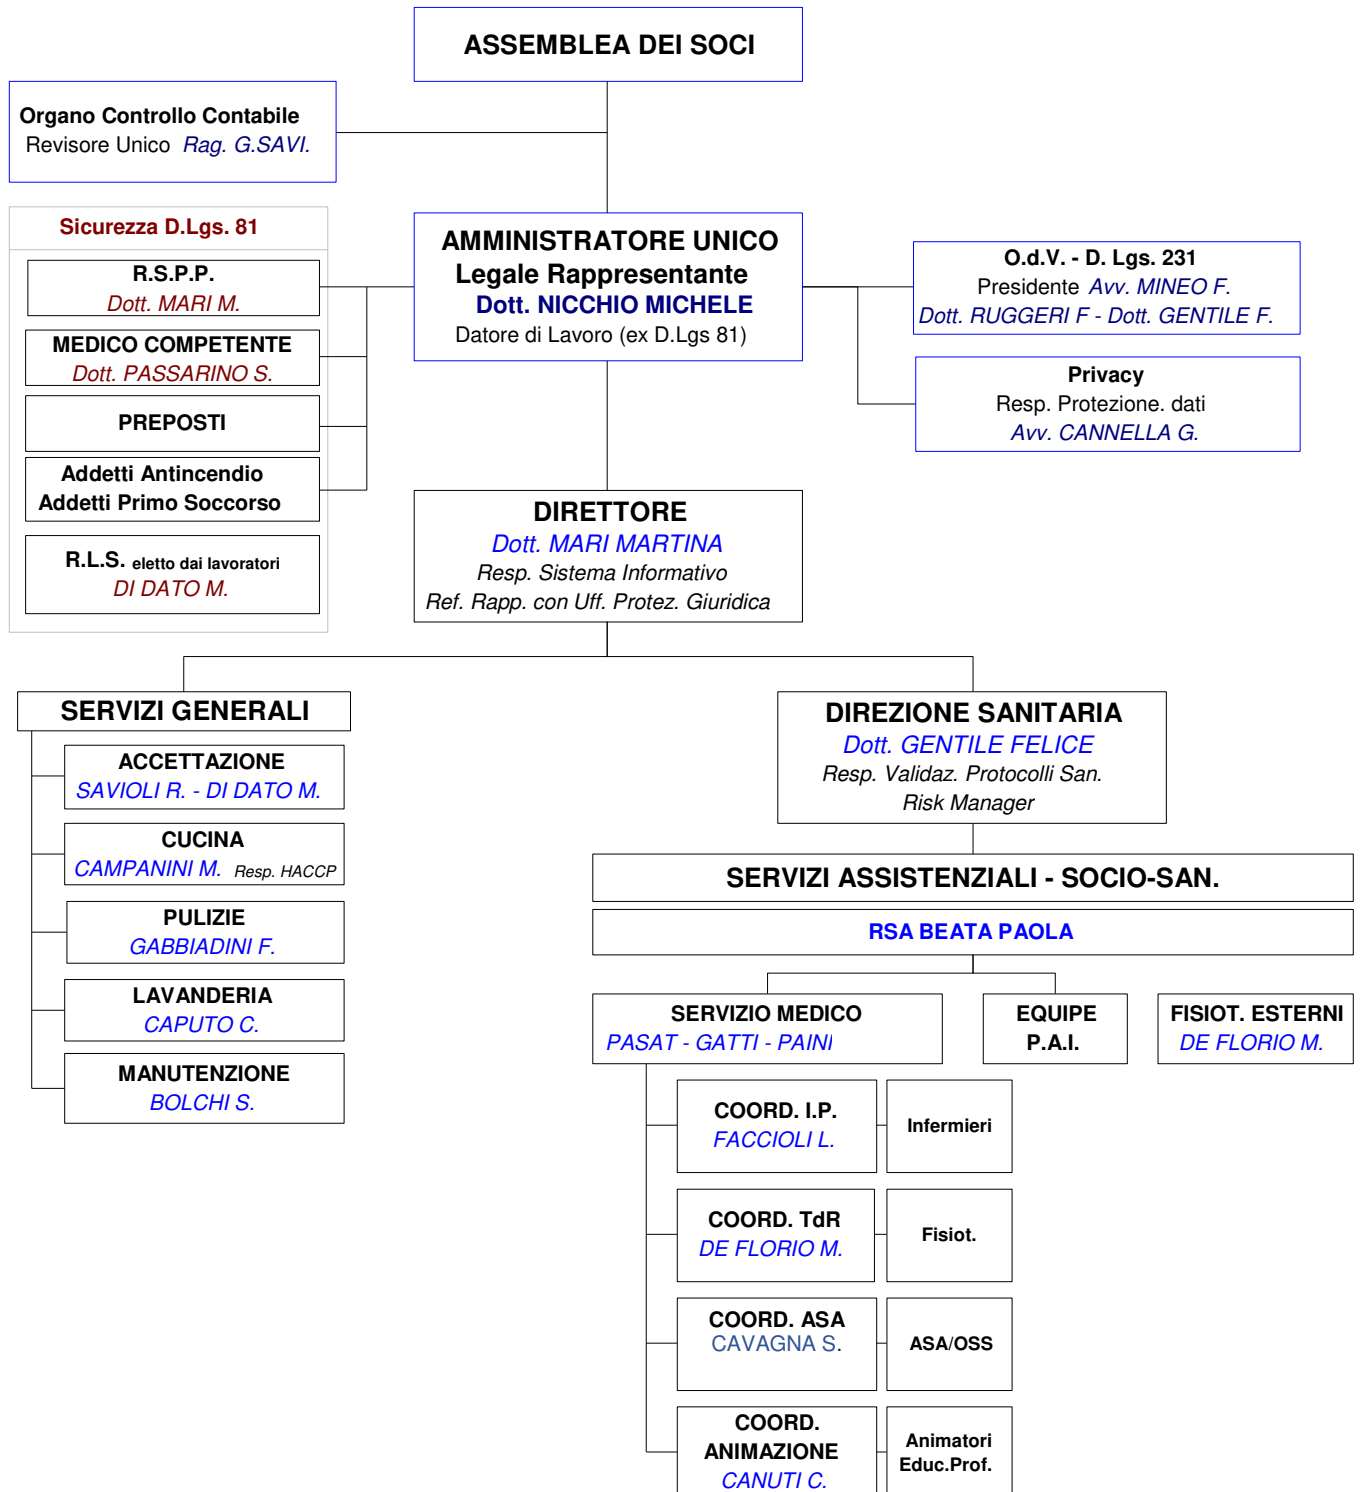 ASSEMBLEA DEI SOCI
Organo Controllo Contabile
Revisore Unico Rag. G.SAVI.
Sicurezza D.Lgs. 81
R.S.P.P.
Dott. MARI M.
MEDICO COMPETENTE
Dott. PASSARINO S.
PREPOSTI
Addetti Antincendio
Addetti Primo Soccorso
R.L.S. eletto dai lavoratori
DI DATO M.
AMMINISTRATORE UNICO
Legale Rappresentante
Dott. NICCHIO MICHELE
Datore di Lavoro (ex D.Lgs 81)
O.d.V. - D. Lgs. 231
Presidente Avv. MINEO F.
Dott. RUGGERI F - Dott. GENTILE F.
Privacy
Resp. Protezione. dati
Avv. CANNELLA G.
DIRETTORE
Dott. MARI MARTINA
Resp. Sistema Informativo
Ref. Rapp. con Uff. Protez. Giuridica
SERVIZI GENERALI
ACCETTAZIONE
SAVIOLI R. - DI DATO M.
CUCINA
CAMPANINI M. Resp. HACCP
PULIZIE
GABBIADINI F.
LAVANDERIA
CAPUTO C.
MANUTENZIONE
BOLCHI S.
DIREZIONE SANITARIA
Dott. GENTILE FELICE
Resp. Validaz. Protocolli San.
Risk Manager
SERVIZI ASSISTENZIALI - SOCIO-SAN.
RSA BEATA PAOLA
SERVIZIO MEDICO
PASAT - GATTI - PAINI
EQUIPE
P.A.I.
FISIOT. ESTERNI
DE FLORIO M.
COORD. I.P.
FACCIOLI L.
Infermieri
COORD. TdR
DE FLORIO M.
Fisiot.
COORD. ASA
CAVAGNA S.
ASA/OSS
COORD.
ANIMAZIONE
CANUTI C.
Animatori
Educ.Prof.